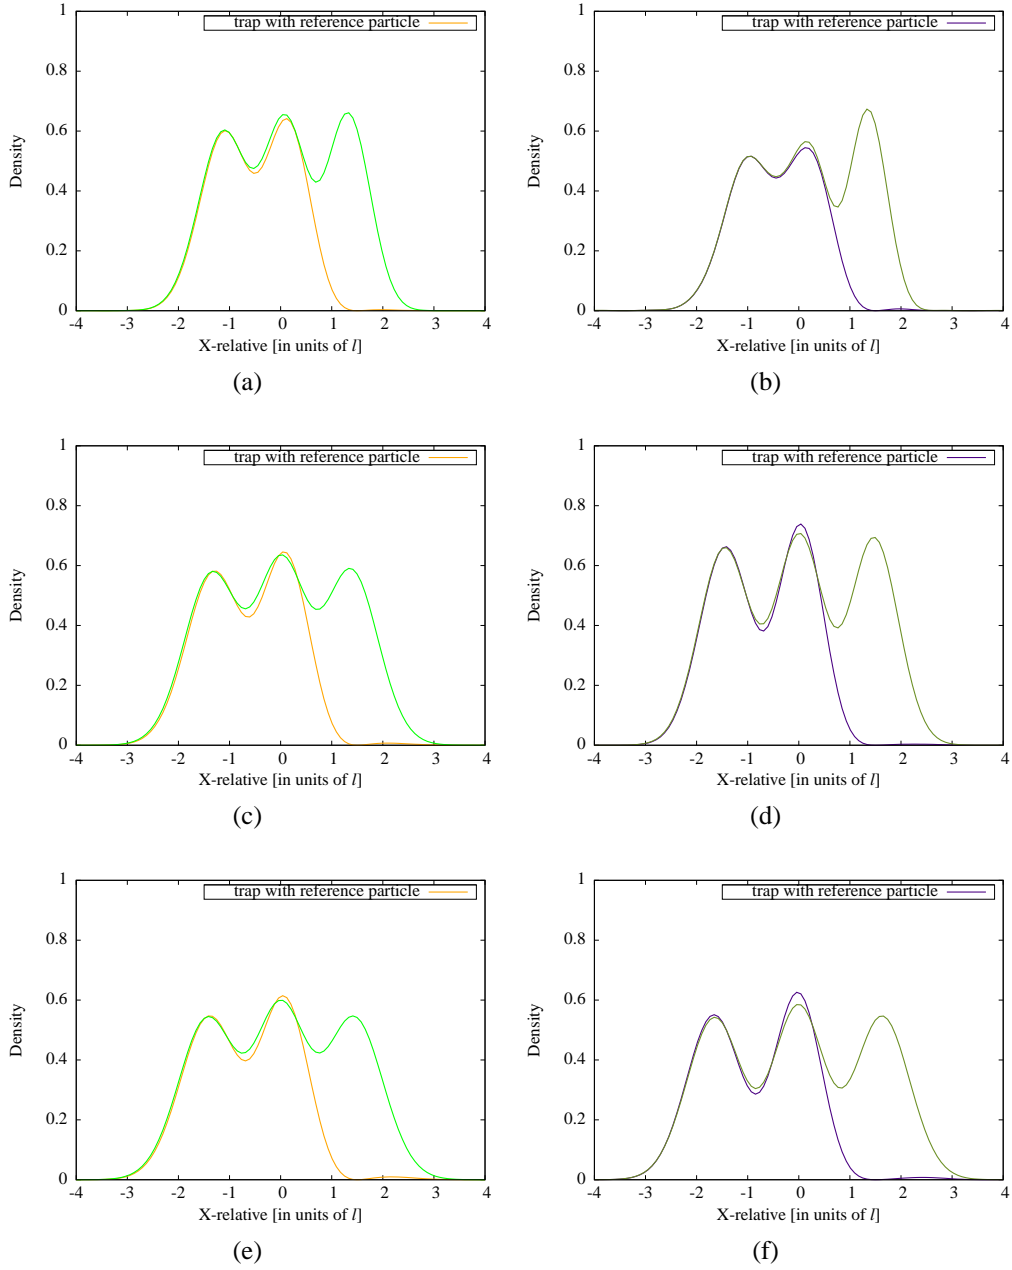 1
trap with reference particle
0.8
0.6
Density
0.4
0.2
0
-4 -3 -2 -1 0 1 2 3 4
X-relative [in units of l]
(a)
1
trap with reference particle
0.8
0.6
Density
0.4
0.2
0
-4 -3 -2 -1 0 1 2 3 4
X-relative [in units of l]
(b)
1
trap with reference particle
0.8
0.6
Density
0.4
0.2
0
-4 -3 -2 -1 0 1 2 3 4
X-relative [in units of l]
(c)
1
trap with reference particle
0.8
0.6
Density
0.4
0.2
0
-4 -3 -2 -1 0 1 2 3 4
X-relative [in units of l]
(d)
1
trap with reference particle
0.8
0.6
Density
0.4
0.2
0
-4 -3 -2 -1 0 1 2 3 4
X-relative [in units of l]
(e)
1
trap with reference particle
0.8
0.6
Density
0.4
0.2
0
-4 -3 -2 -1 0 1 2 3 4
X-relative [in units of l]
(f)